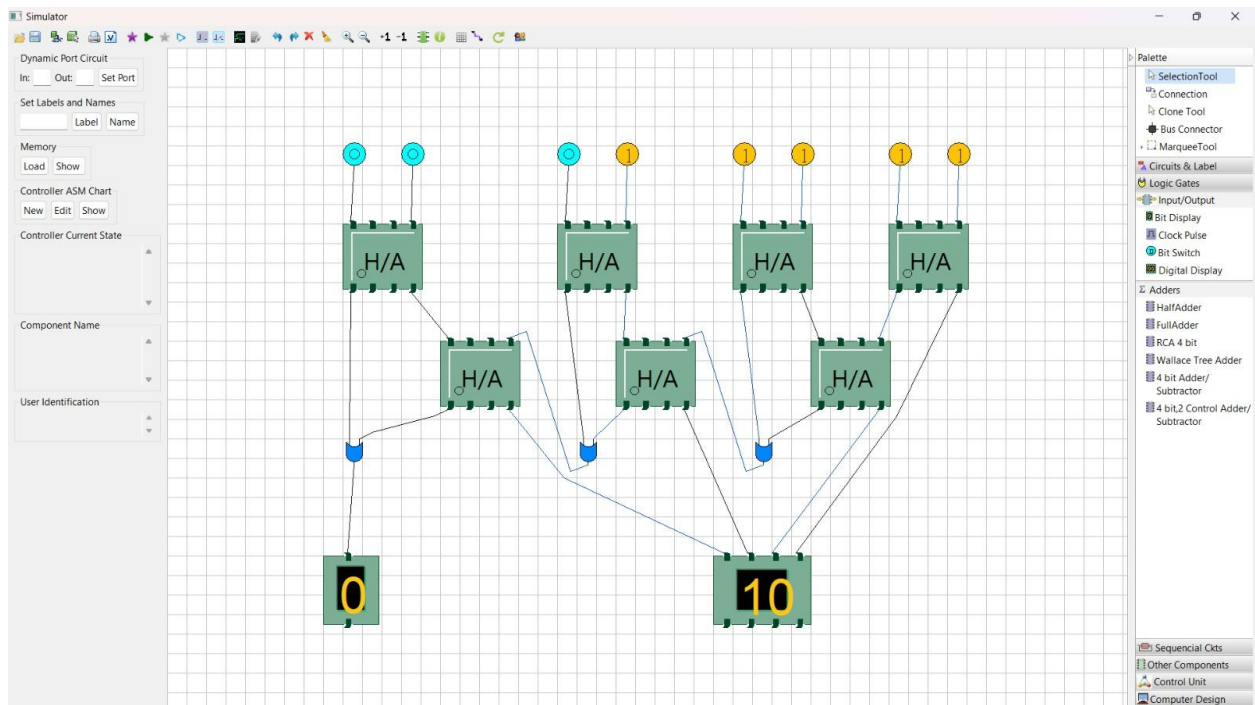 Simulator
+1 -1
Dynamic Port Circuit
In: Out: Set Port
Set Labels and Names
Label Name
Memory
Load Show
Controller ASM Chart
New Edit Show
Controller Current State
Component Name
User Identification
0 0 0 1 1 1 1 1
H/A H/A H/A H/A
H/A H/A H/A
0 10
Palette
SelectionTool
Connection
Clone Tool
Bus Connector
MarqueeTool
Circuits & Label
Logic Gates
Input/Output
Bit Display
Clock Pulse
Bit Switch
Digital Display
Σ Adders
HalfAdder
FullAdder
RCA 4 bit
Wallace Tree Adder
4 bit Adder/
Subtractor
4 bit,2 Control Adder/
Subtractor
Sequencial Ckts
Other Components
Control Unit
Computer Design